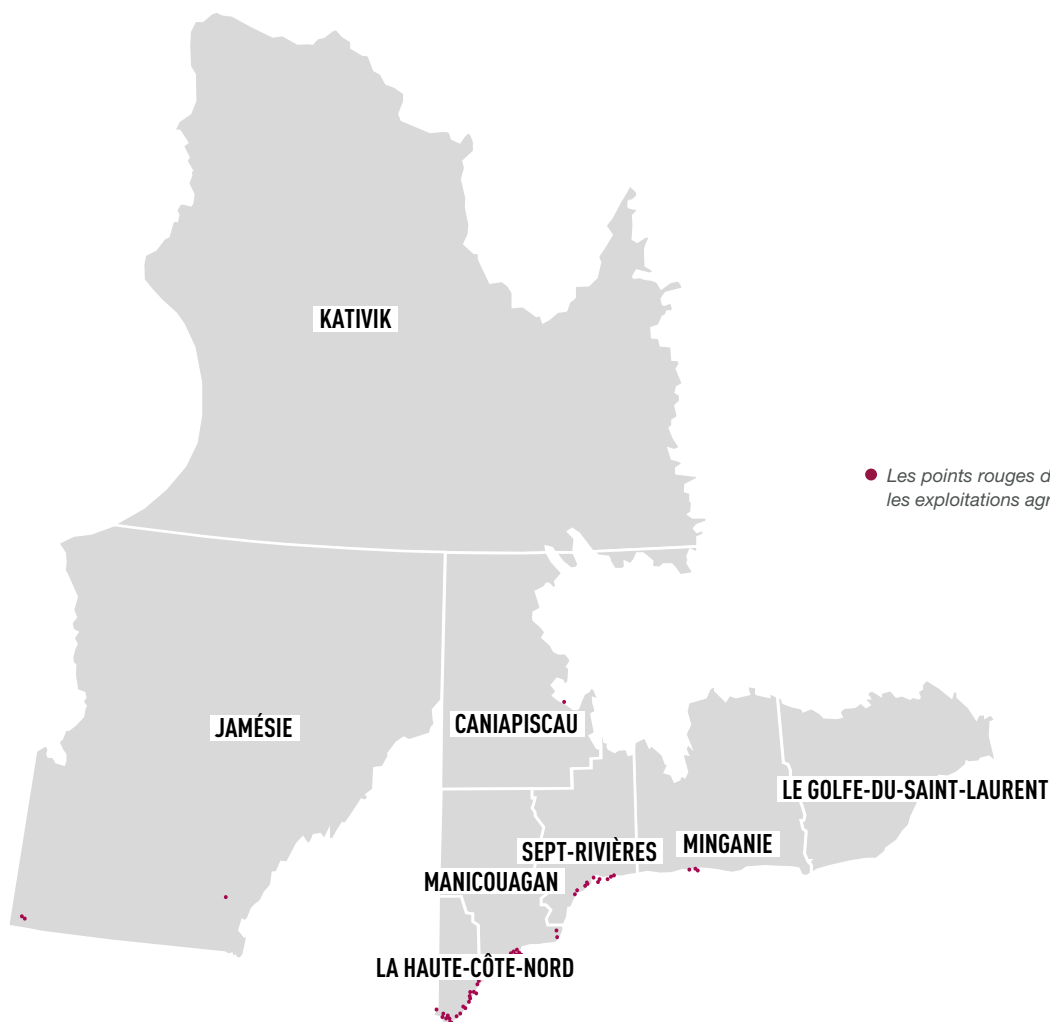 KATIVIK
Les points rouges
les exploitations
JAMÉSIE
CANIAPISCAU
LE GOLFE-DU-SAINT-LAURENT
SEPT-RIVIÈRES
MINGANIE
MANICOUAGAN
LA HAUTE-CÔTE-NORD